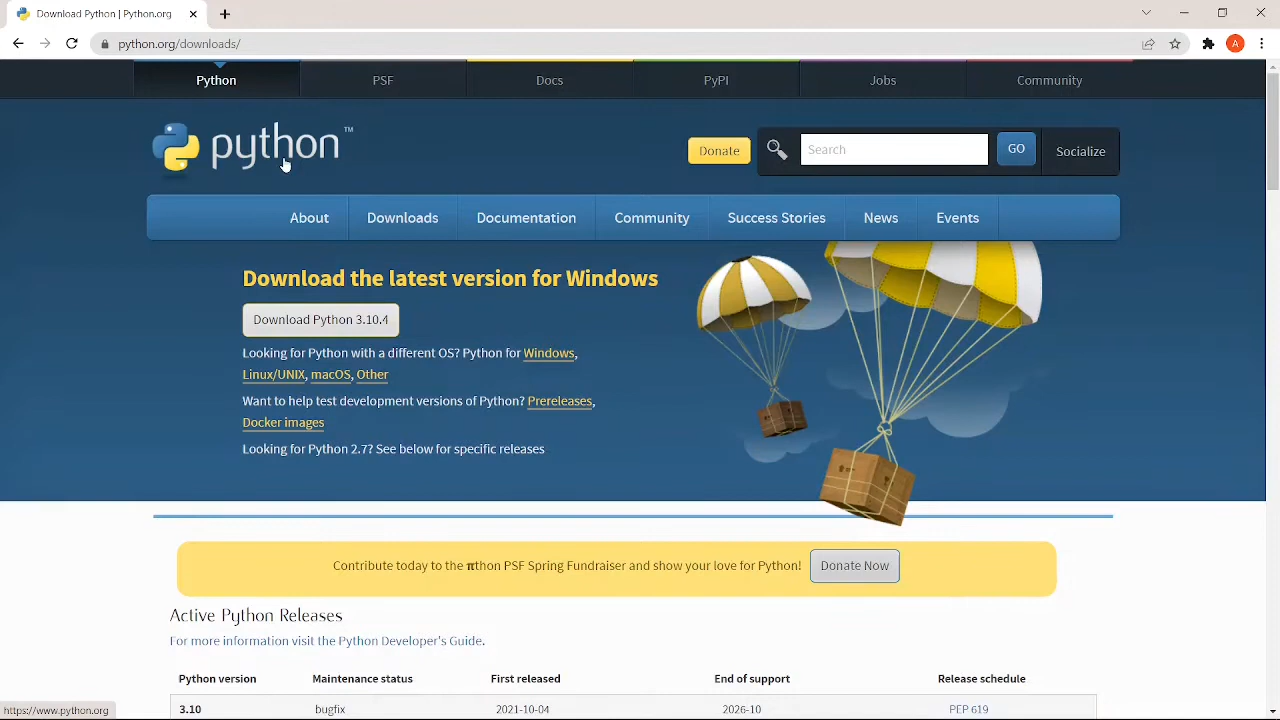 Download Python | Python.org
python.org/downloads/
A
Python PSF Docs PyPI Jobs Community
python™
Donate Search GO Socialize
About Downloads Documentation Community Success Stories News Events
Download the latest version for Windows
Download Python 3.10.4
Looking for Python with a different OS? Python for Windows,
Linux/UNIX, macOS, Other
Want to help test development versions of Python? Prereleases,
Docker images
Looking for Python 2.7? See below for specific releases
Contribute today to the πthon PSF Spring Fundraiser and show your love for Python! Donate Now
Active Python Releases
For more information visit the Python Developer's Guide.
Python version Maintenance status First released End of support Release schedule
3.10 bugfix 2021-10-04 2026-10 PEP 619
https://www.python.org